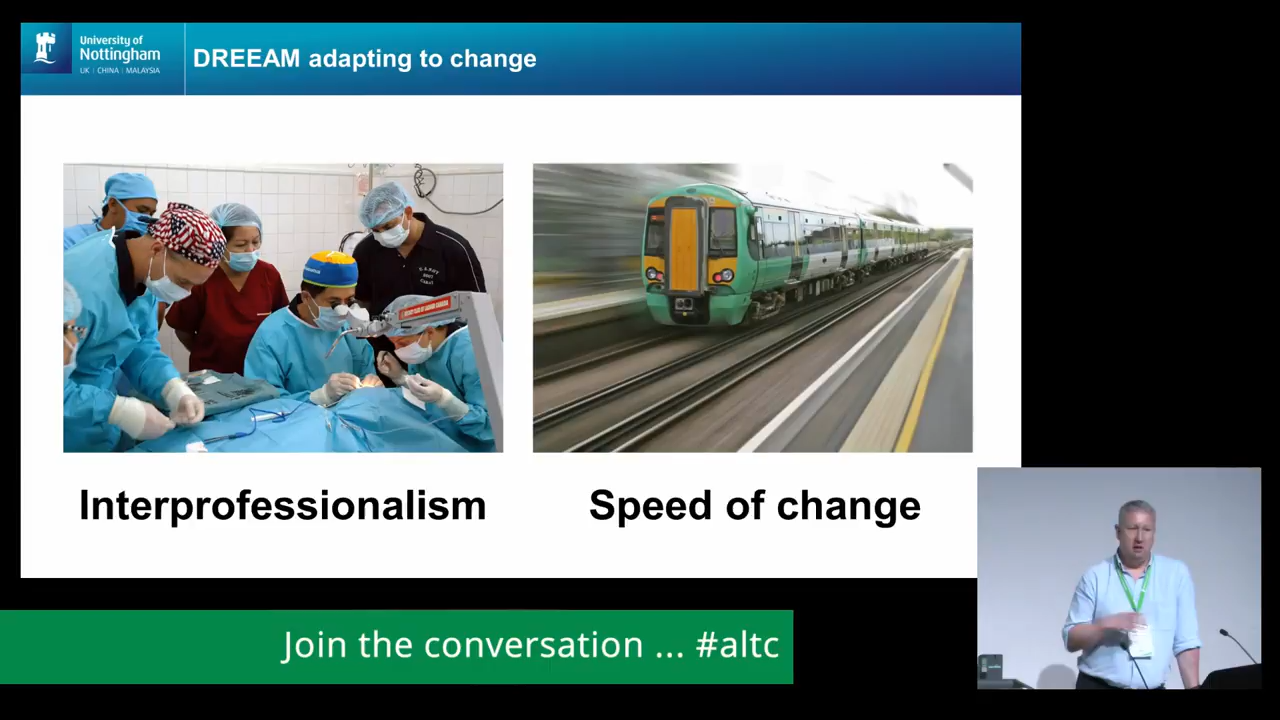 University of
Nottingham
UK | CHINA | MALAYSIA
DREEAM adapting to change
Interprofessionalism
Speed of change
Join the conversation ... #altc